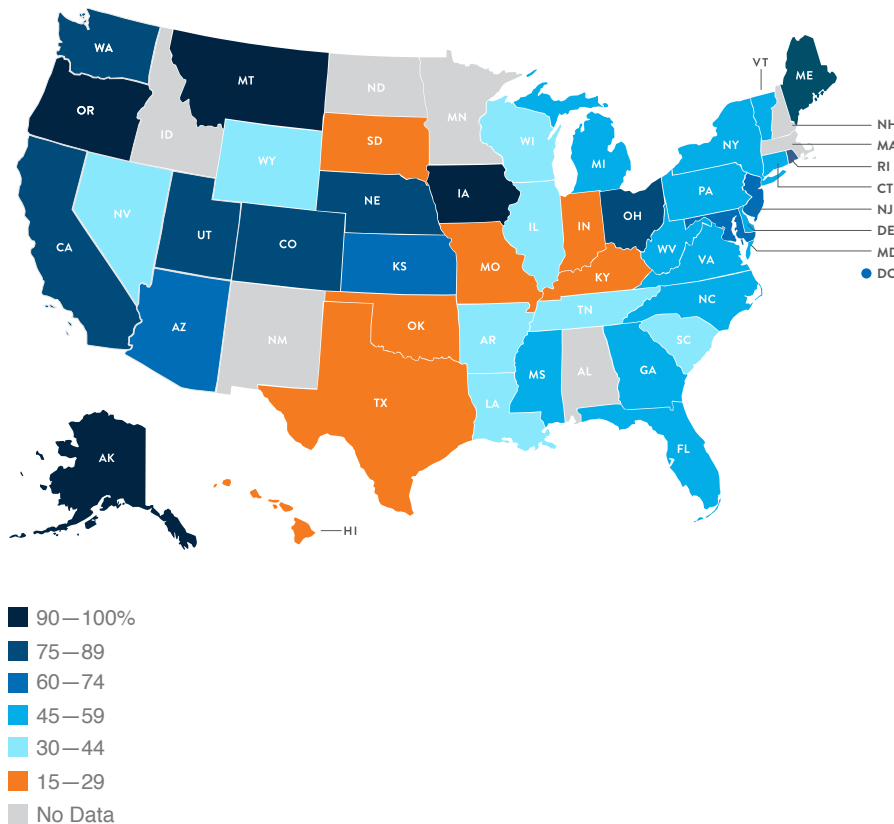 WA
MT
ND
MN
VT
ME
OR
ID
SD
WI
MI
NY
NH
MA
RI
CT
NJ
DE
MD
DC
WY
NE
IA
PA
NV
UT
CO
IL
IN
OH
CA
KS
MO
KY
WV
VA
AZ
NM
OK
AR
TN
NC
SC
TX
LA
MS
AL
GA
FL
AK
HI
90—100%
75—89
60—74
45—59
30—44
15—29
No Data